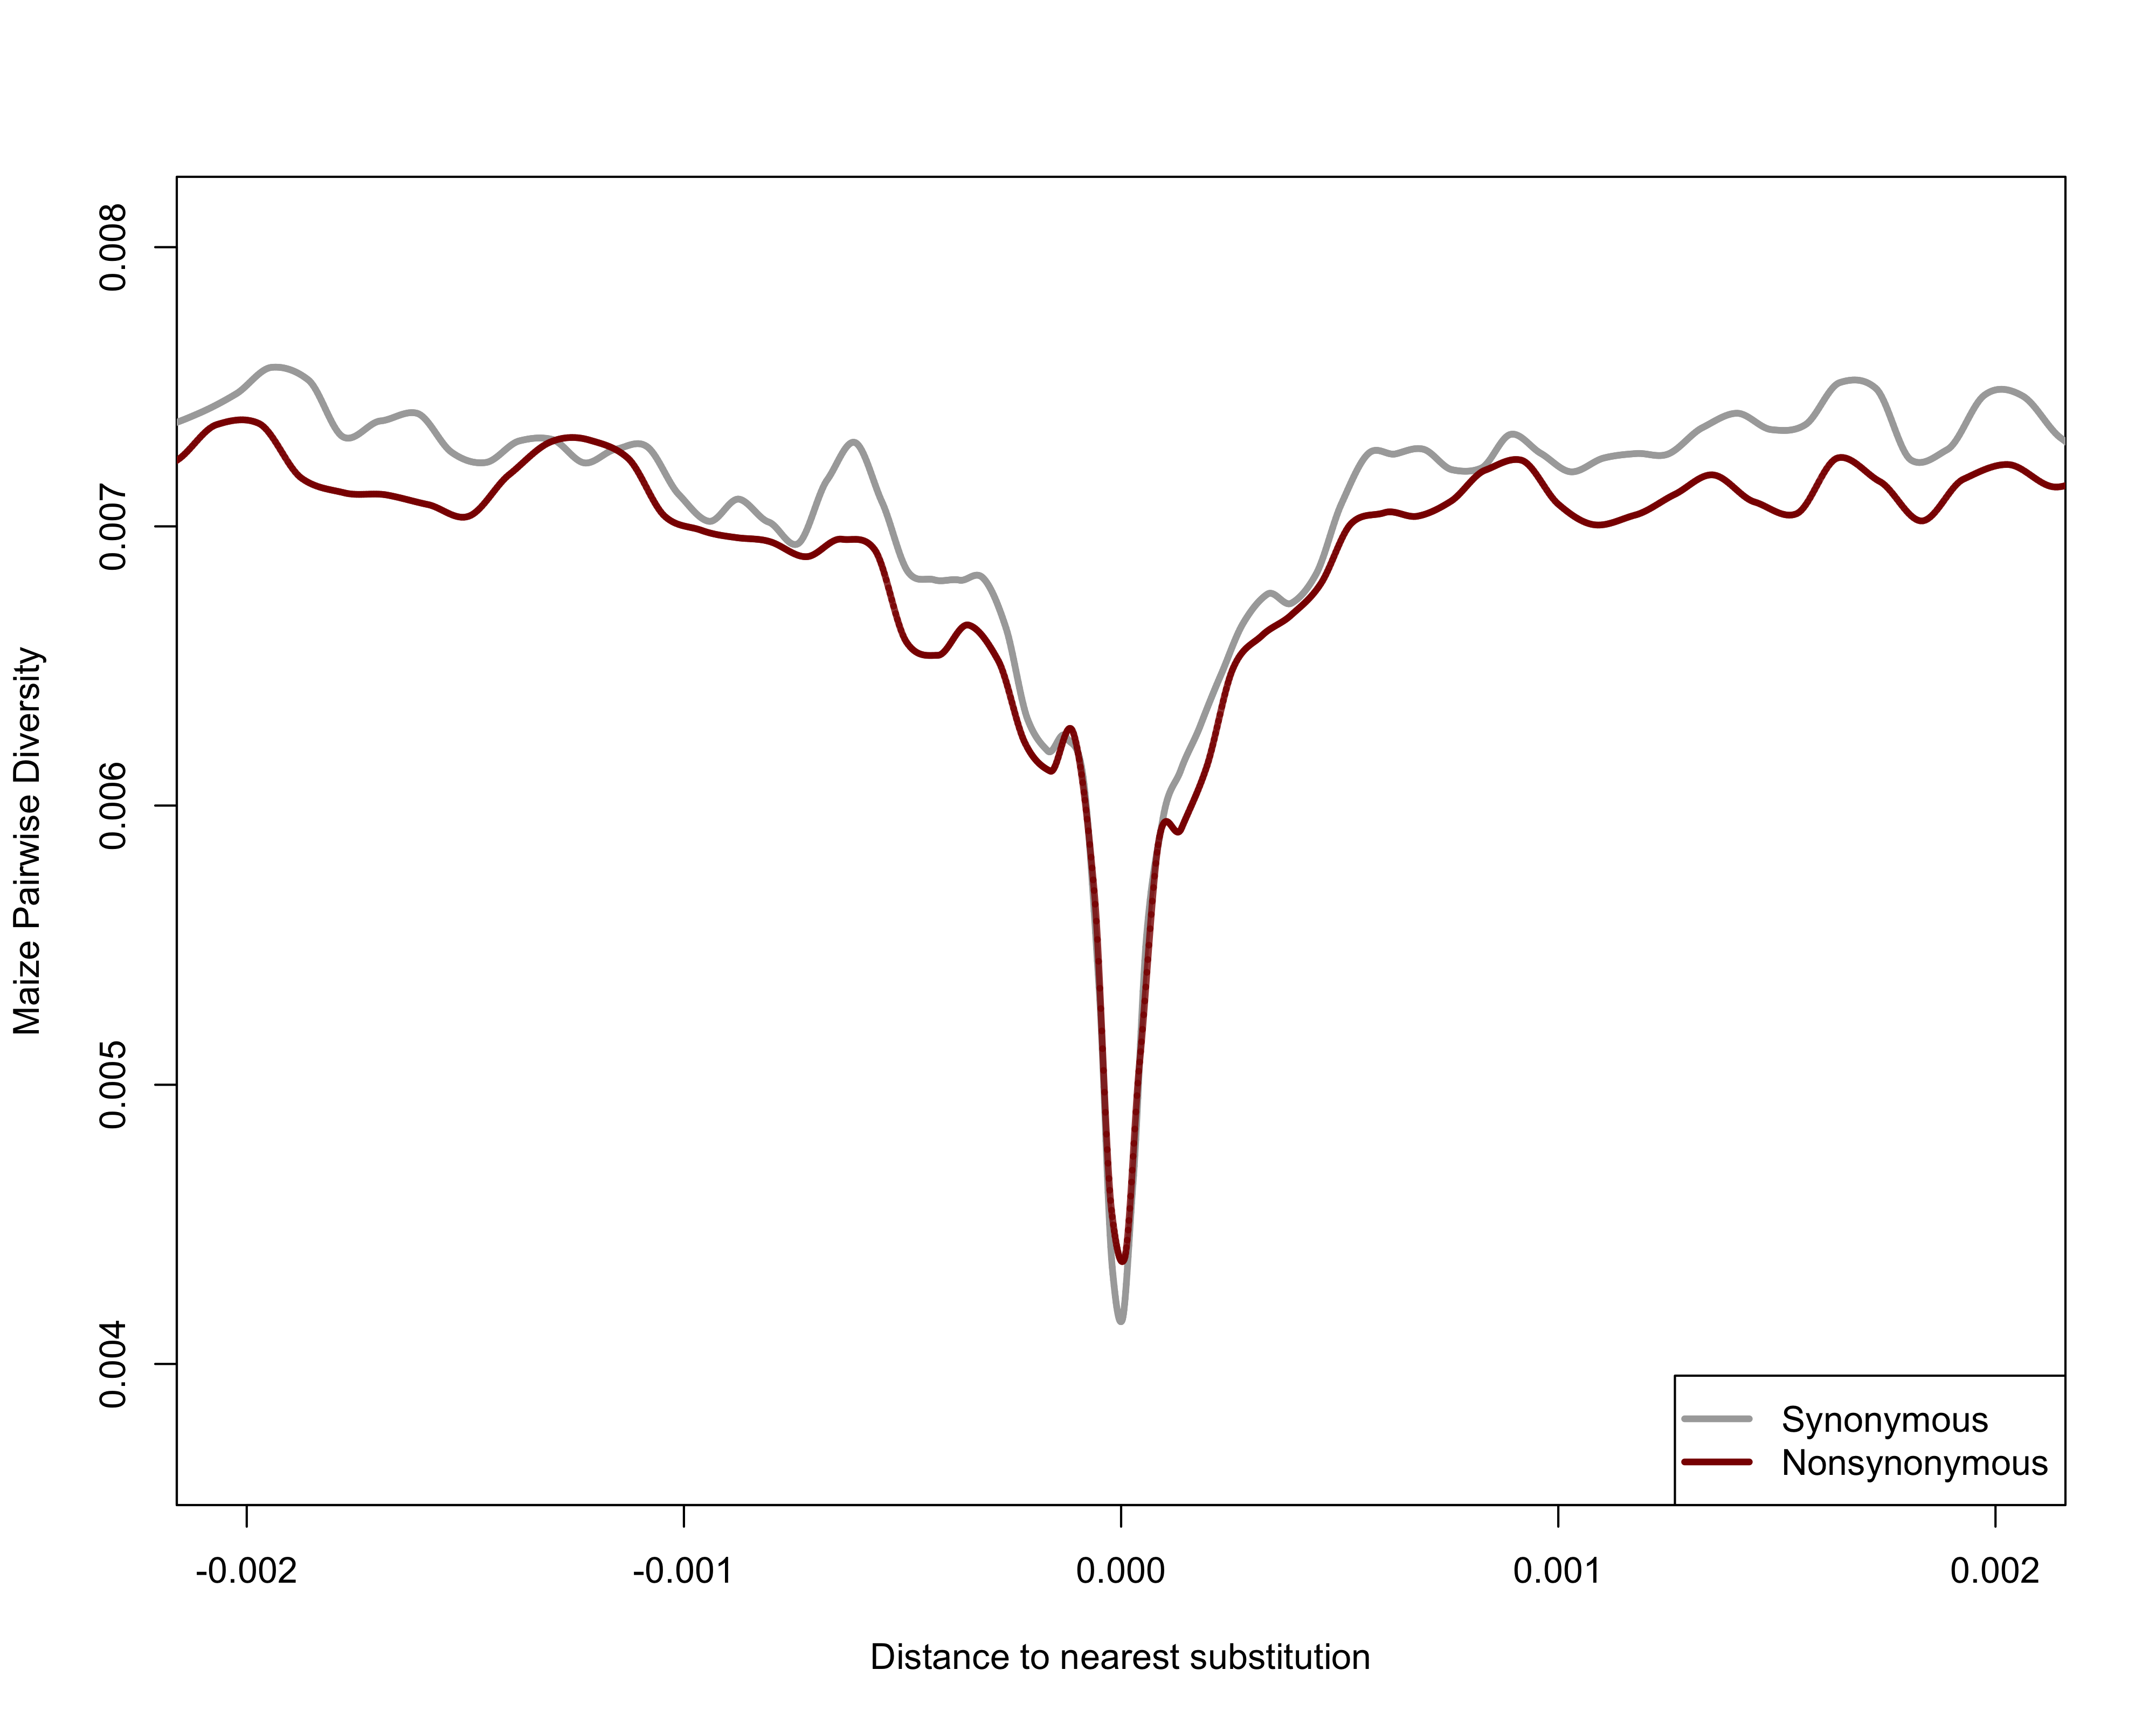 Maize Pairwise Diversity
0.008
0.007
0.006
0.005
0.004
Synonymous
Nonsynonymous
-0.002
-0.001
0.000
0.001
0.002
Distance to nearest substitution